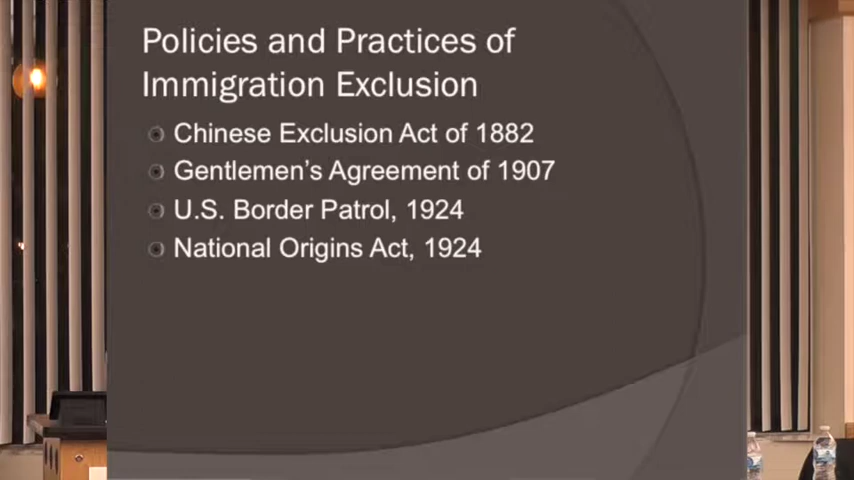 Policies and Practices of
Immigration Exclusion
Chinese Exclusion Act of 1882
Gentlemen's Agreement of 1907
U.S. Border Patrol, 1924
National Origins Act, 1924